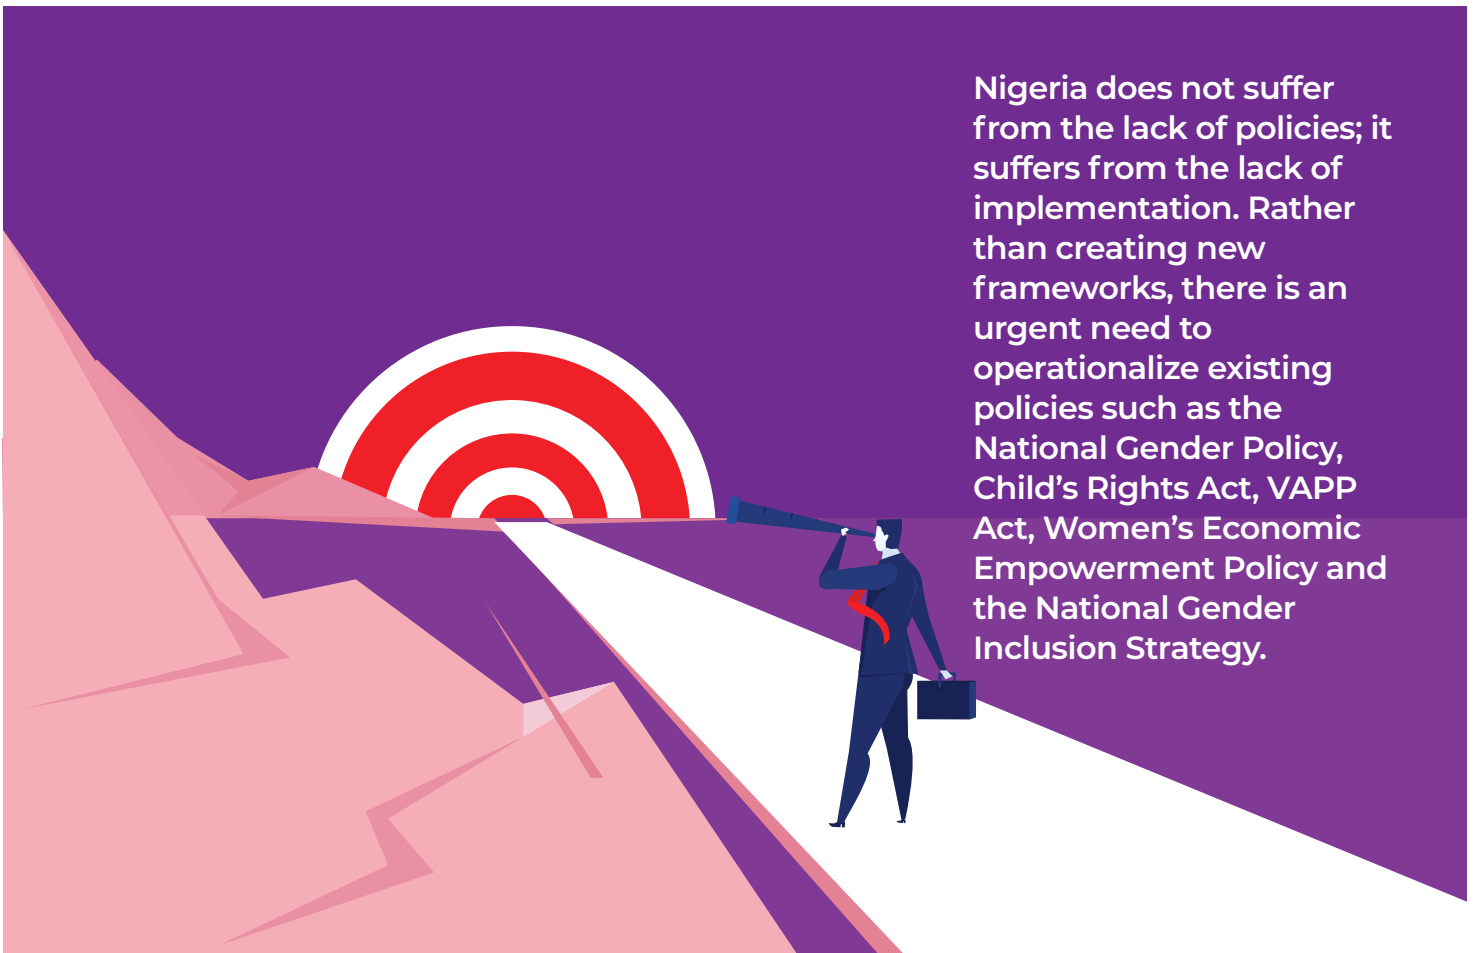 Nigeria does not suffer
from the lack of policies; it
suffers from the lack of
implementation. Rather
than creating new
frameworks, there is an
urgent need to
operationalize existing
policies such as the
National Gender Policy,
Child’s Rights Act, VAPP
Act, Women’s Economic
Empowerment Policy and
the National Gender
Inclusion Strategy.